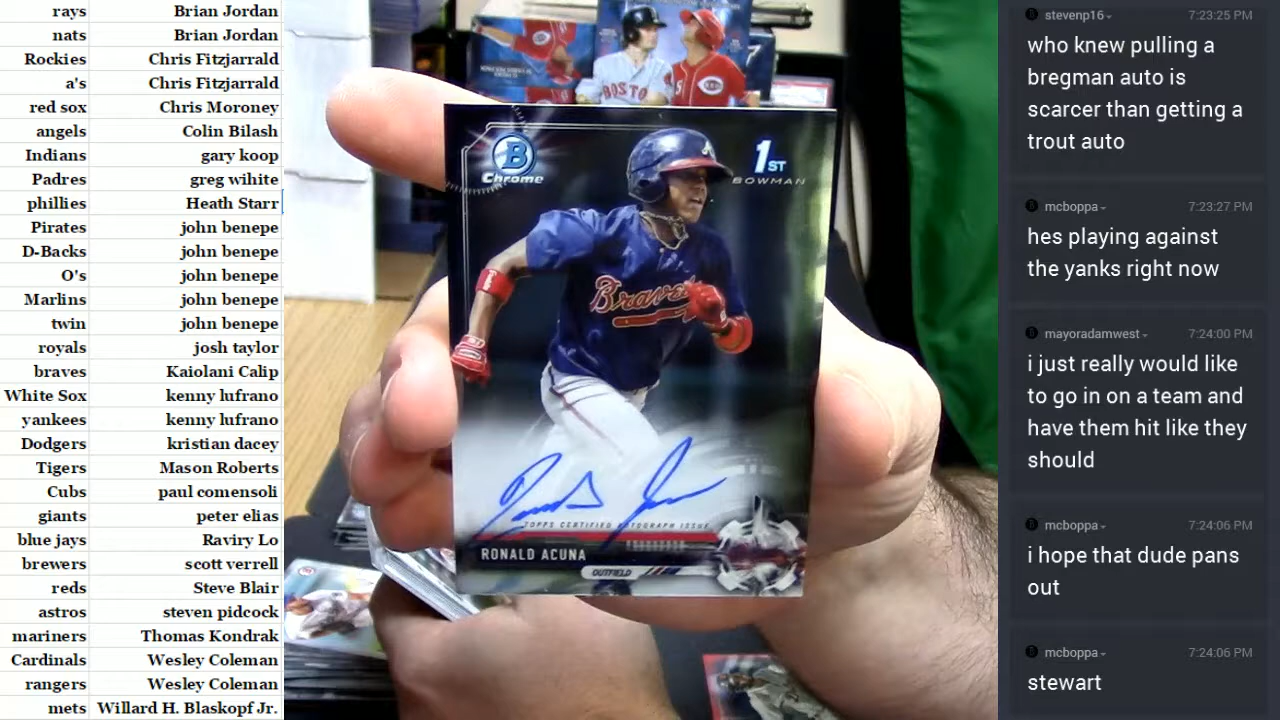 rays Brian Jordan
nats Brian Jordan
Rockies Chris Fitzjarrald
a's Chris Fitzjarrald
red sox Chris Moroney
angels Colin Bilash
Indians gary koop
Padres greg wihite
phillies Heath Starr
Pirates john benepe
D-Backs john benepe
O's john benepe
Marlins john benepe
twin john benepe
royals josh taylor
braves Kaiolani Calip
White Sox kenny lufrano
yankees kenny lufrano
Dodgers kristian dacey
Tigers Mason Roberts
Cubs paul comensoli
giants peter elias
blue jays Raviry Lo
brewers scott verrell
reds Steve Blair
astros steven pidcock
mariners Thomas Kondrak
Cardinals Wesley Coleman
rangers Wesley Coleman
mets Willard H. Blaskopf Jr.
BOSTON
B
Chrome
1ST
BOWMAN
A
Braves
TOPPS CERTIFIED AUTOGRAPH ISSUE
RONALD ACUNA
OUTFIELD
stevenp16 7:23:25 PM
who knew pulling a
bregman auto is
scarcer than getting a
trout auto
mcboppa 7:23:27 PM
hes playing against
the yanks right now
mayoradamwest 7:24:00 PM
i just really would like
to go in on a team and
have them hit like they
should
mcboppa 7:24:06 PM
i hope that dude pans
out
mcboppa 7:24:06 PM
stewart